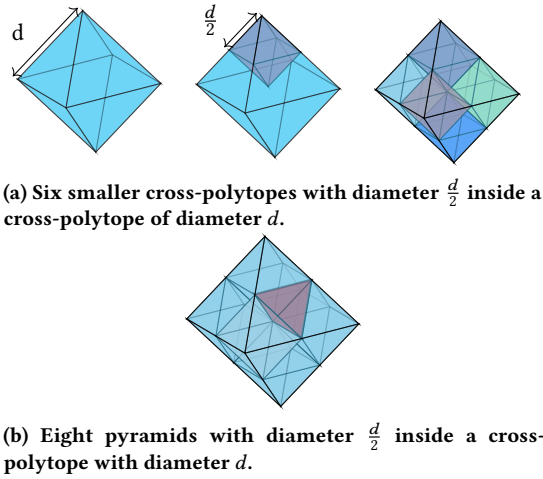 d
d/2
(a) Six smaller cross-polytopes with diameter d/2 inside a
cross-polytope of diameter d.
(b) Eight pyramids with diameter d/2 inside a cross-
polytope with diameter d.